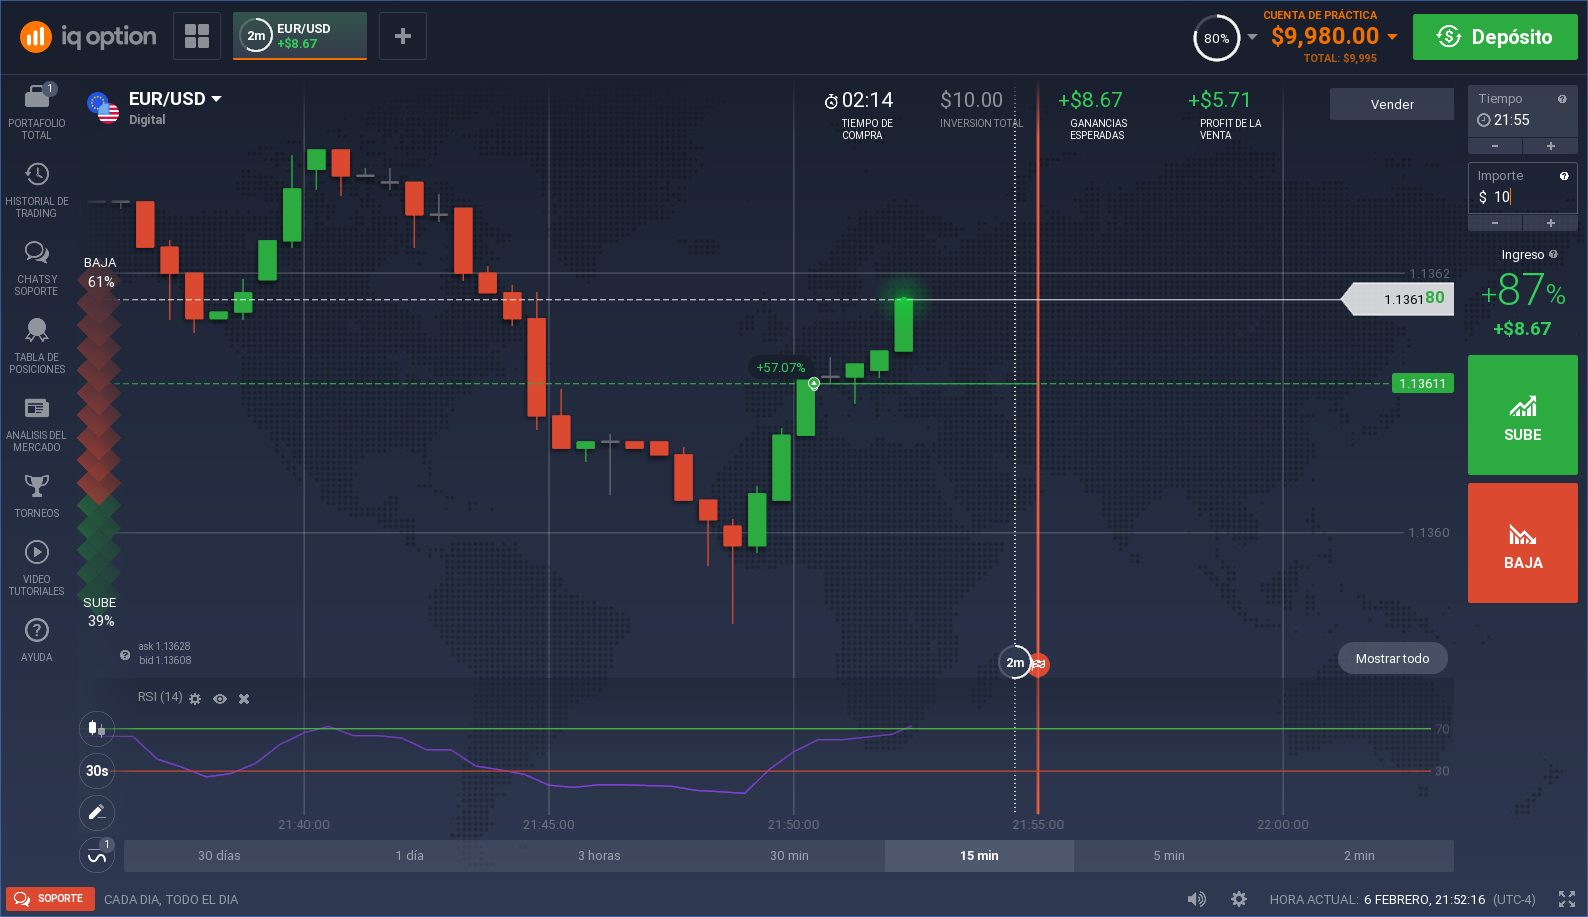 iq option
2m
EUR/USD
+$8.67
80%
CUENTA DE PRÁCTICA
$9,980.00
TOTAL: $9,995
Depósito
1
PORTAFOLIO
TOTAL
HISTORIAL DE
TRADING
CHATS Y
SOPORTE
TABLA DE
POSICIONES
ANÁLISIS DEL
MERCADO
TORNEOS
VIDEO
TUTORIALES
AYUDA
EUR/USD
Digital
02:14
TIEMPO DE
COMPRA
$10.00
INVERSIÓN TOTAL
+$8.67
GANANCIAS
ESPERADAS
+$5.71
PROFIT DE LA
VENTA
Vender
Tiempo
21:55
- +
Importe
$ 10
- +
Ingreso
+87%
+$8.67
SUBE
BAJA
BAJA
61%
SUBE
39%
1.1362
1.136180
+57.07%
1.13611
1.1360
ask 1.13628
bid 1.13608
2m
Mostrar todo
RSI (14)
70
30
30s
1
21:40:00
21:45:00
21:50:00
21:55:00
22:00:00
30 días
1 día
3 horas
30 min
15 min
5 min
2 min
SOPORTE
CADA DIA, TODO EL DIA
HORA ACTUAL: 6 FEBRERO, 21:52:16 (UTC-4)